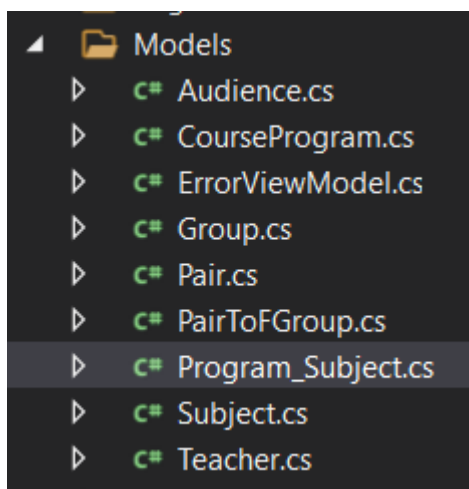 Models
C# Audience.cs
C# CourseProgram.cs
C# ErrorViewModel.cs
C# Group.cs
C# Pair.cs
C# PairToFGroup.cs
C# Program_Subject.cs
C# Subject.cs
C# Teacher.cs